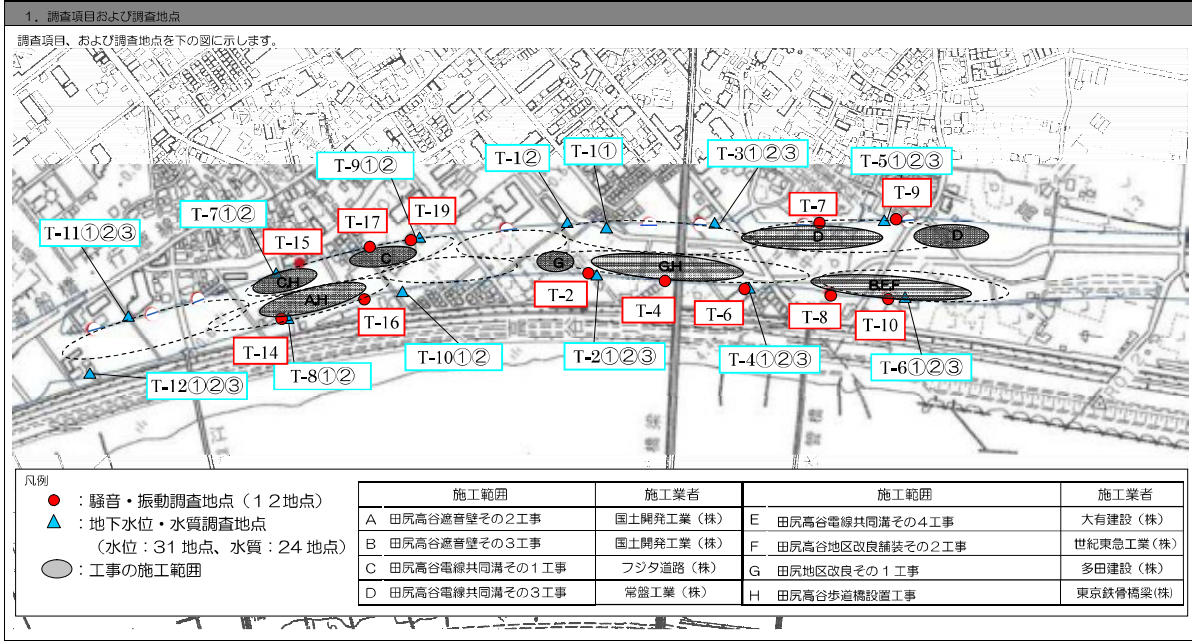 1．調査項目および調査地点
調査項目、および調査地点を下の図に示します。
T-1② T-1① T-3①②③ T-5①②③
T-9①② T-9
T-7①② T-17 T-19 T-7
T-11①②③ T-15
C D D
C,H G G,H
A,H B,E,F
T-2 T-4 T-6 T-8 T-10
T-16
T-14 T-10①② T-2①②③ T-4①②③ T-6①②③
T-12①②③ T-8①②
高谷
江
橋梁
管橋
凡例
：騒音・振動調査地点（１２地点）
：地下水位・水質調査地点
（水位：31 地点、水質：24 地点）
：工事の施工範囲
施工範囲 施工業者 施工範囲 施工業者
A 田尻高谷遮音壁その２工事 国土開発工業（株） E 田尻高谷電線共同溝その４工事 大有建設（株）
B 田尻高谷遮音壁その３工事 国土開発工業（株） F 田尻高谷地区改良舗装その２工事 世紀東急工業（株）
C 田尻高谷電線共同溝その１工事 フジタ道路（株） G 田尻地区改良その１工事 多田建設（株）
D 田尻高谷電線共同溝その３工事 常盤工業（株） H 田尻高谷歩道橋設置工事 東京鉄骨橋梁(株)